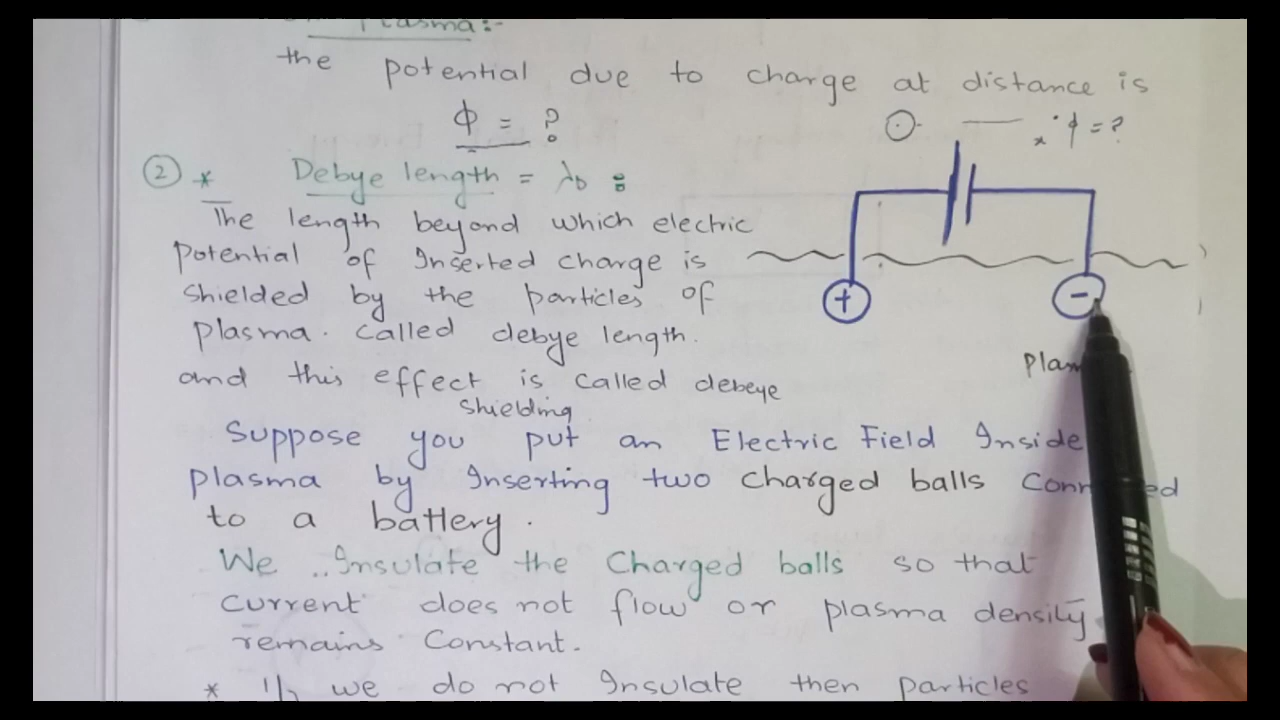 Plasma:-
the potential due to charge at distance is
Φ = ?
ϕ = ?
② * Debye length = λD :
The length beyond which electric
potential of Inserted charge is
shielded by the particles of
plasma. called debye length.
and this effect is called debeye
shielding
+
-
Suppose you put an Electric Field Inside
plasma by Inserting two charged balls
to a battery.
We Insulate the Charged balls so that
current does not flow or plasma density
remains Constant.
* If we do not Insulate then particles